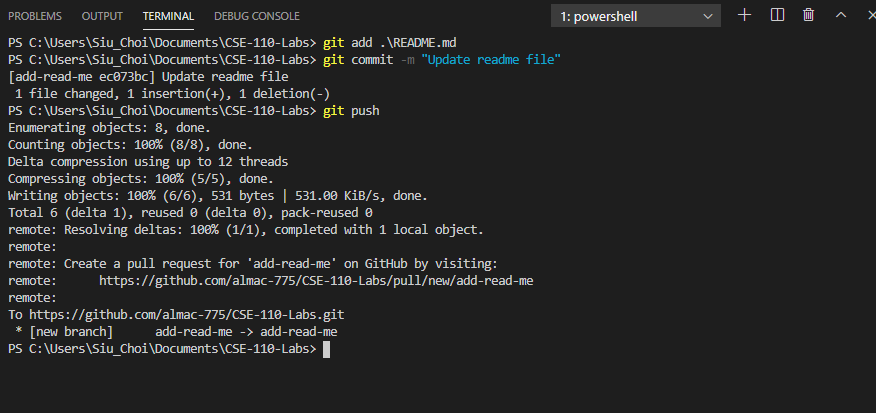 PROBLEMS OUTPUT TERMINAL DEBUG CONSOLE 1: powershell
PS C:\Users\Siu_Choi\Documents\CSE-110-Labs> git add .\README.md
PS C:\Users\Siu_Choi\Documents\CSE-110-Labs> git commit -m "Update readme file"
[add-read-me ec073bc] Update readme file
 1 file changed, 1 insertion(+), 1 deletion(-)
PS C:\Users\Siu_Choi\Documents\CSE-110-Labs> git push
Enumerating objects: 8, done.
Counting objects: 100% (8/8), done.
Delta compression using up to 12 threads
Compressing objects: 100% (5/5), done.
Writing objects: 100% (6/6), 531 bytes | 531.00 KiB/s, done.
Total 6 (delta 1), reused 0 (delta 0), pack-reused 0
remote: Resolving deltas: 100% (1/1), completed with 1 local object.
remote:
remote: Create a pull request for 'add-read-me' on GitHub by visiting:
remote:      https://github.com/almac-775/CSE-110-Labs/pull/new/add-read-me
remote:
To https://github.com/almac-775/CSE-110-Labs.git
 * [new branch]      add-read-me -> add-read-me
PS C:\Users\Siu_Choi\Documents\CSE-110-Labs>